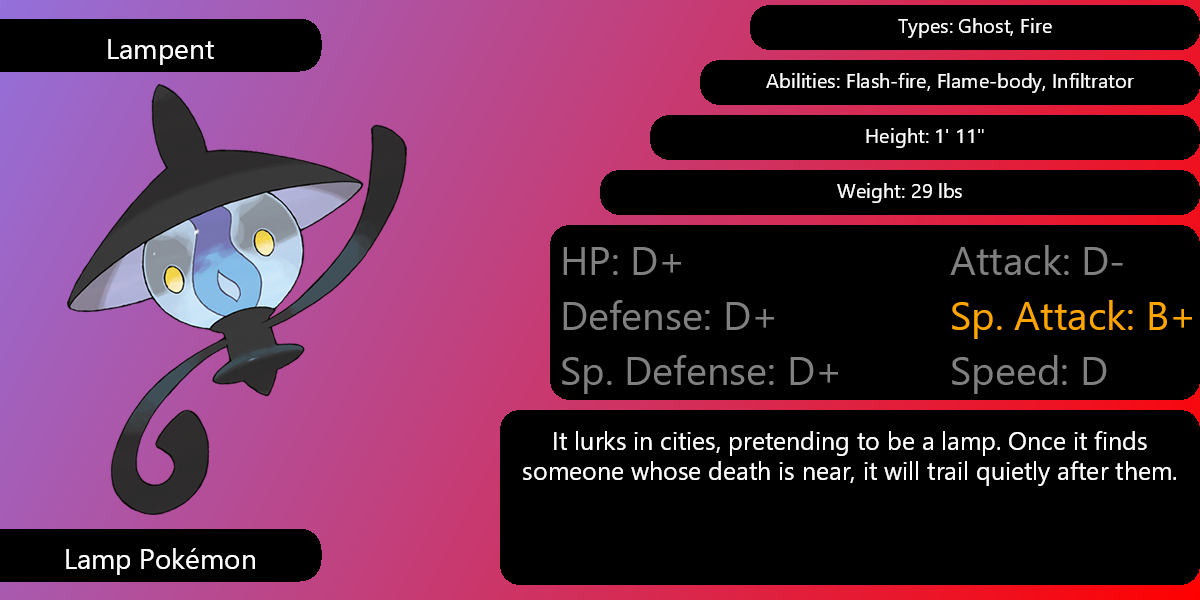 Lampent
Types: Ghost, Fire
Abilities: Flash-fire, Flame-body, Infiltrator
Height: 1' 11"
Weight: 29 lbs
HP: D+
Attack: D-
Defense: D+
Sp. Attack: B+
Sp. Defense: D+
Speed: D
It lurks in cities, pretending to be a lamp. Once it finds
someone whose death is near, it will trail quietly after them.
Lamp Pokémon